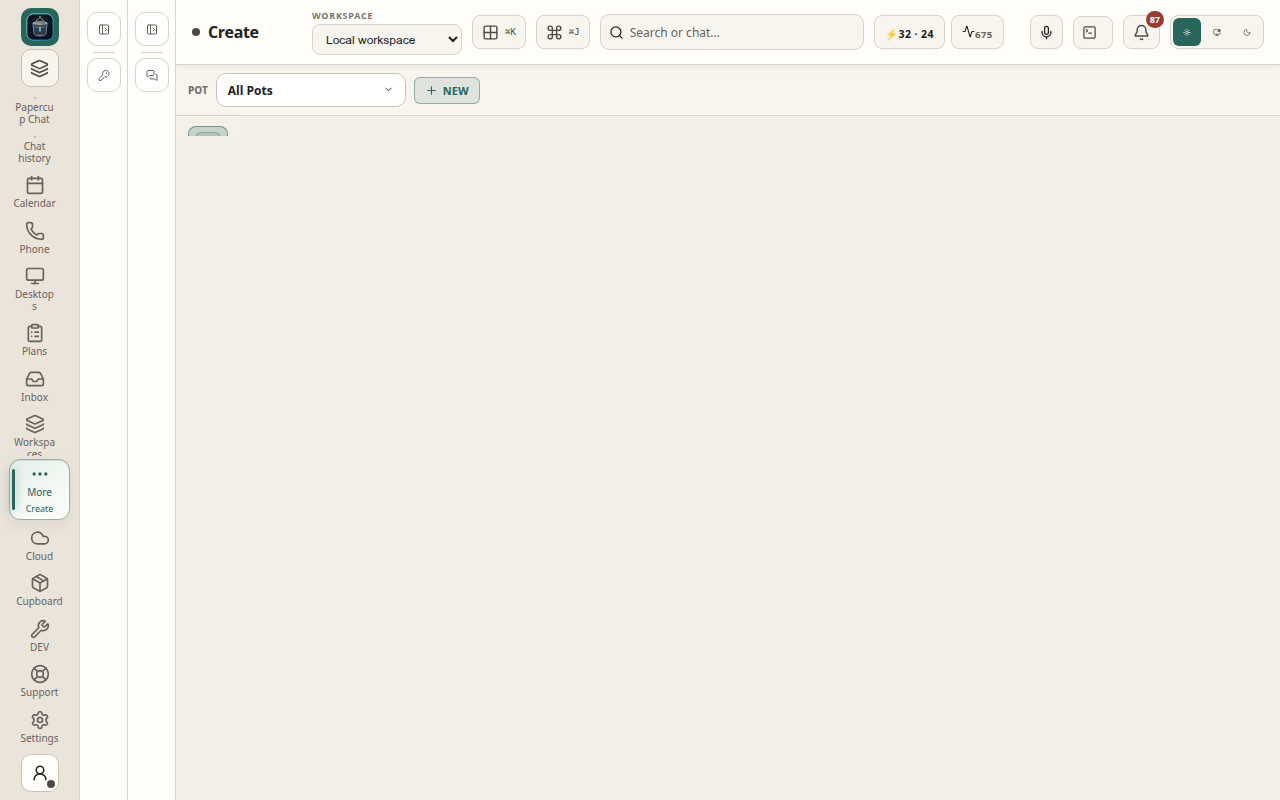 Create
WORKSPACE
Local workspace
⌘K
⌘J
Search or chat...
⚡32 · 24
675
87
POT
All Pots
+ NEW
Papercu
p Chat
Chat
history
Calendar
Phone
Desktop
s
Plans
Inbox
Workspa
ces
More
Create
Cloud
Cupboard
DEV
Support
Settings